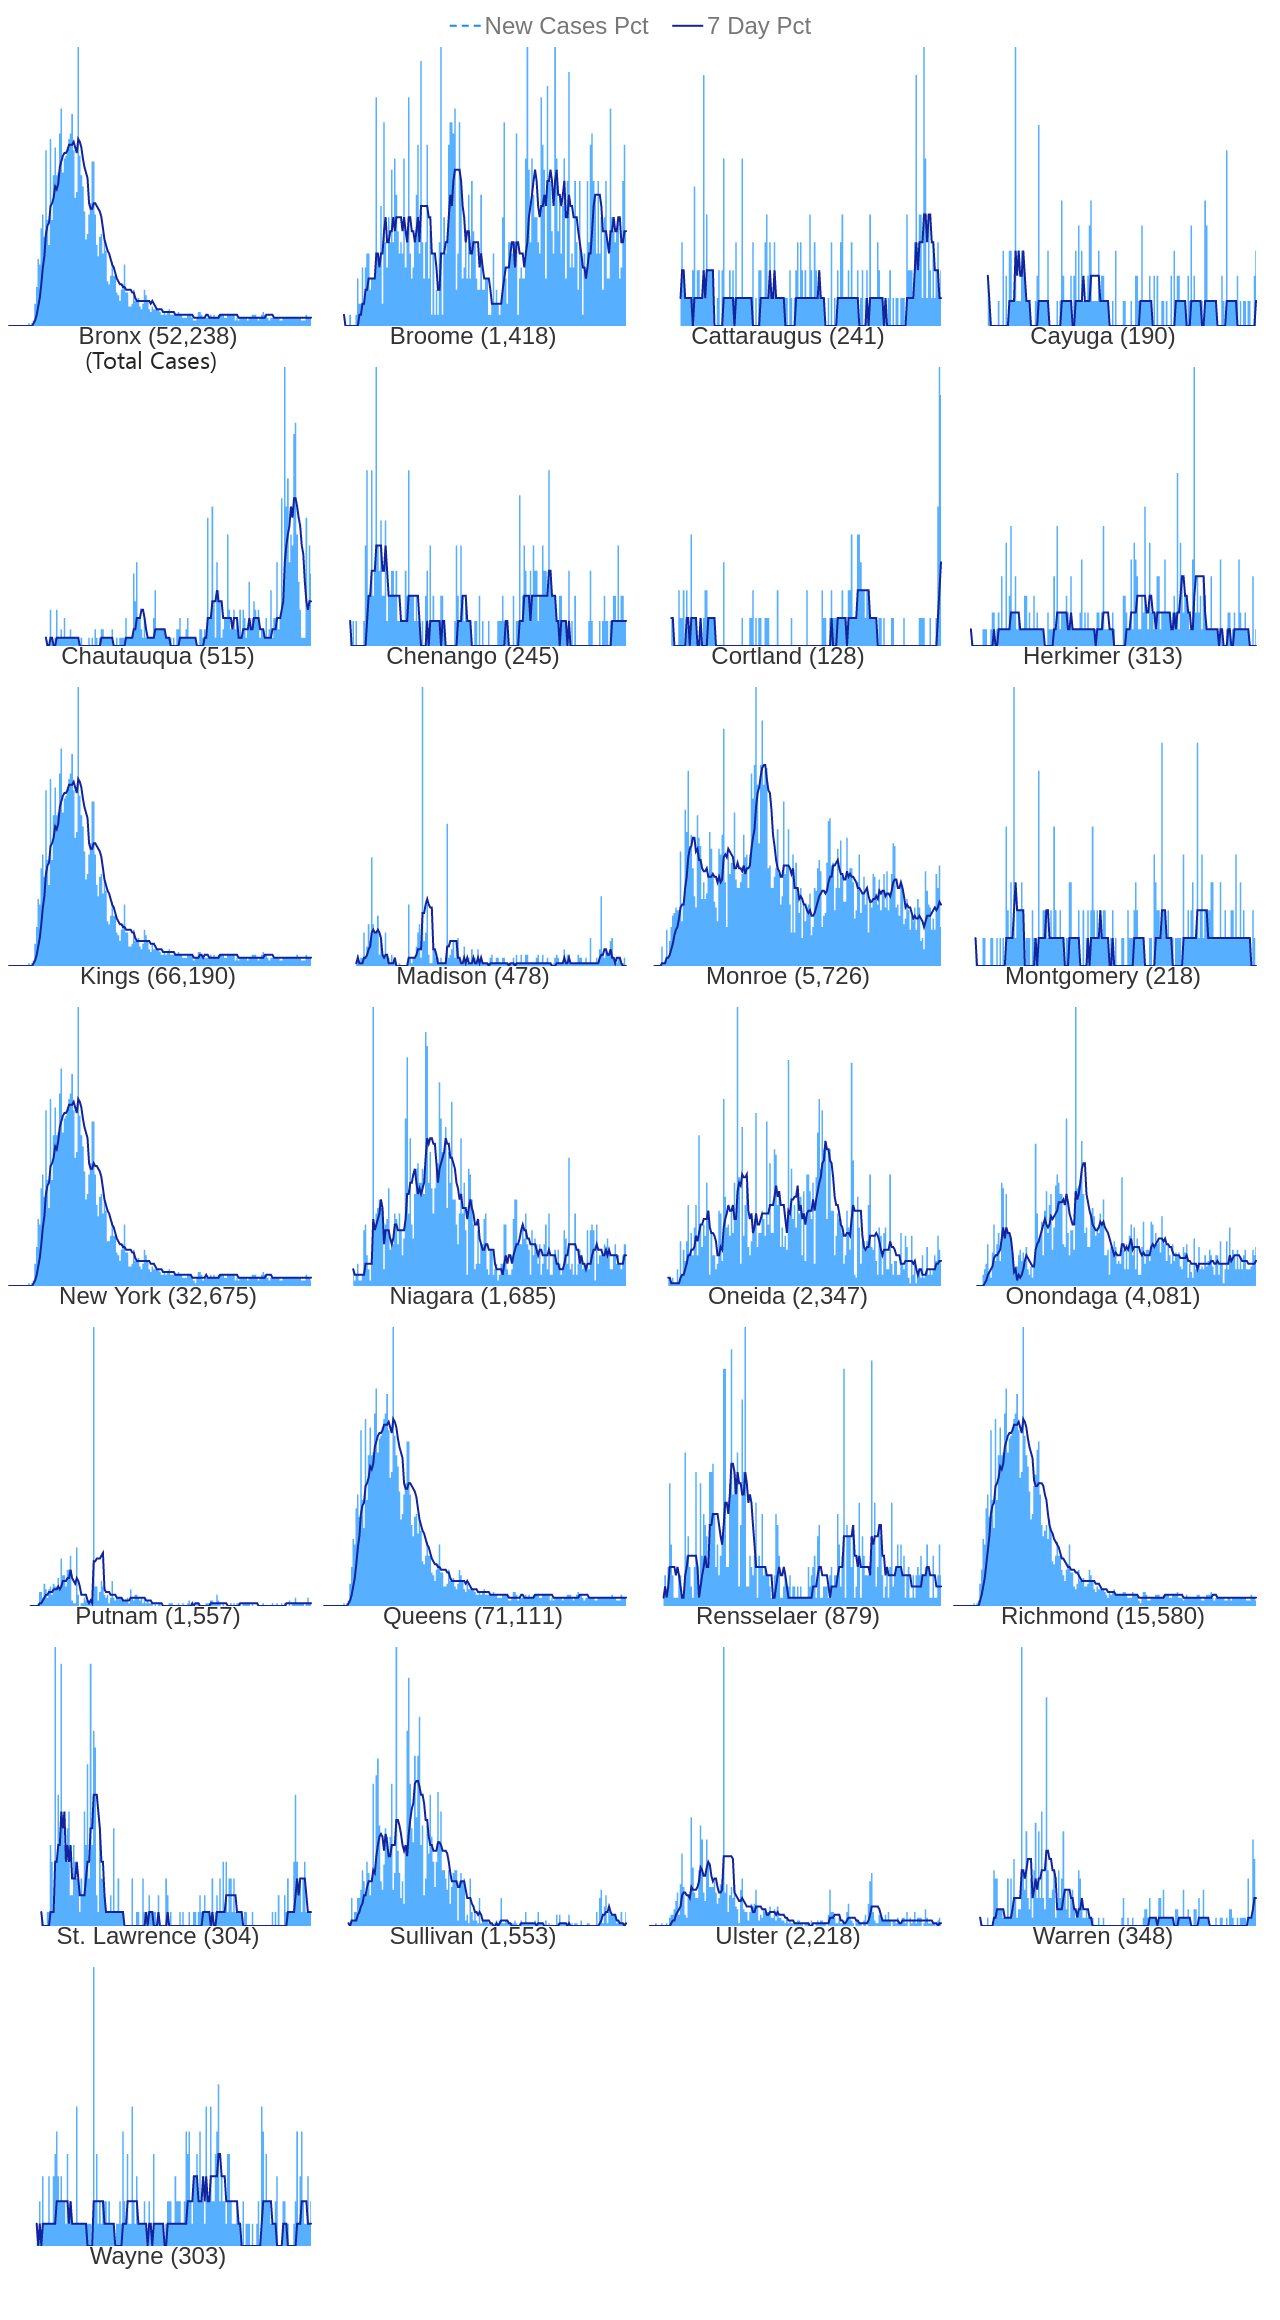 New Cases Pct 7 Day Pct
Bronx (52,238) Broome (1,418) Cattaraugus (241) Cayuga (190)
(Total Cases)
Chautauqua (515) Chenango (245) Cortland (128) Herkimer (313)
Kings (66,190) Madison (478) Monroe (5,726) Montgomery (218)
New York (32,675) Niagara (1,685) Oneida (2,347) Onondaga (4,081)
Putnam (1,557) Queens (71,111) Rensselaer (879) Richmond (15,580)
St. Lawrence (304) Sullivan (1,553) Ulster (2,218) Warren (348)
Wayne (303)